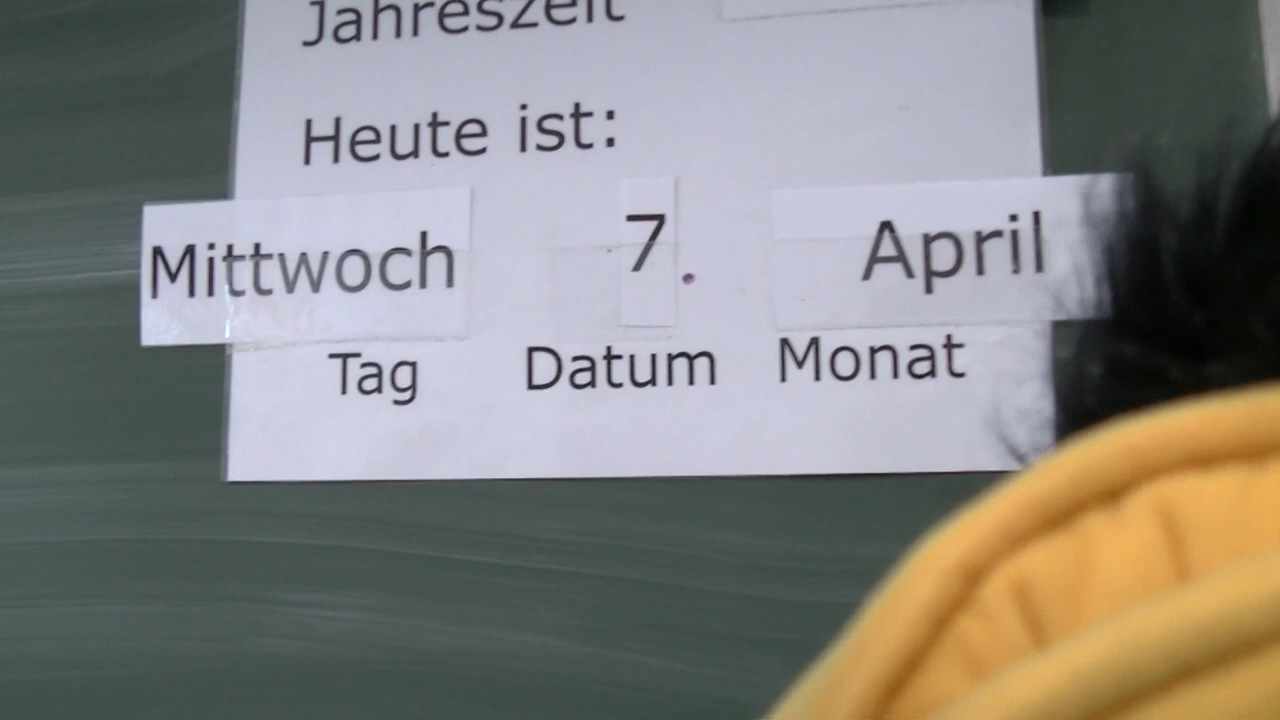 Jahreszeit
Heute ist:
Mittwoch 7. April
Tag Datum Monat